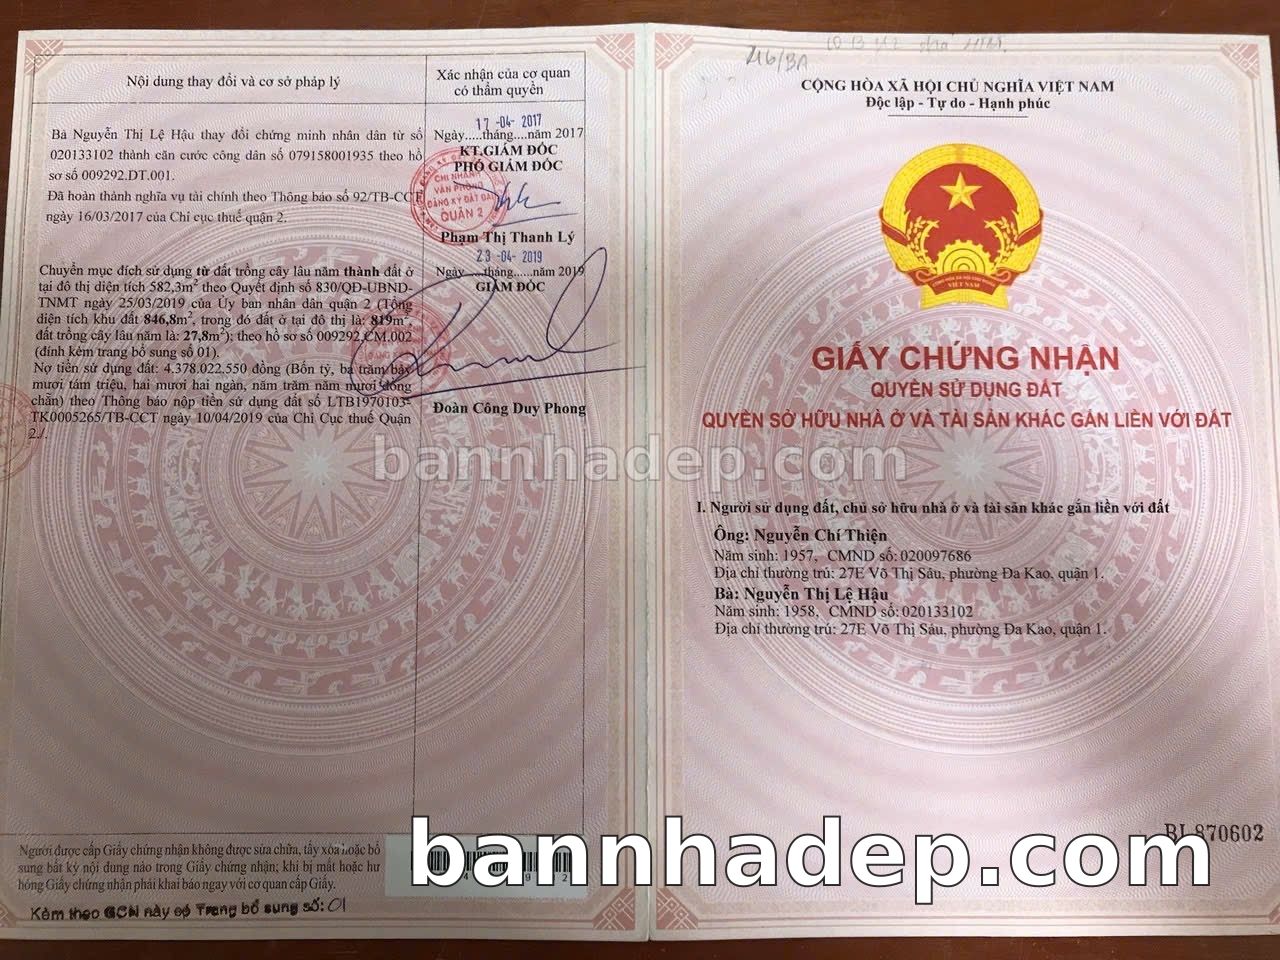 Nội dung thay đổi và cơ sở pháp lý
Xác nhận của cơ quan
có thẩm quyền
Bà Nguyễn Thị Lệ Hậu thay đổi chứng minh nhân dân từ số
020133102 thành căn cước công dân số 079158001935 theo hồ
sơ số 009292.DT.001.
Đã hoàn thành nghĩa vụ tài chính theo Thông báo số 92/TB-CCT
ngày 16/03/2017 của Chi cục thuế quận 2.
17-04-2017
Ngày.....tháng....năm 2017
KT.GIÁM ĐỐC
PHÓ GIÁM ĐỐC
CHI NHÁNH
VĂN PHÒNG
ĐĂNG KÝ ĐẤT ĐAI
QUẬN 2
Phạm Thị Thanh Lý
Chuyển mục đích sử dụng từ đất trồng cây lâu năm thành đất ở
tại đô thị diện tích 582,3m² theo Quyết định số 830/QĐ-UBND-
TNMT ngày 25/03/2019 của Ủy ban nhân dân quận 2 (Tổng
diện tích khu đất 846,8m², trong đó đất ở tại đô thị là: 819m²,
đất trồng cây lâu năm là: 27,8m²); theo hồ sơ số 009292.CM.002
(đính kèm trang bổ sung số 01).
Nợ tiền sử dụng đất: 4.378.022.550 đồng (Bốn tỷ, ba trăm bảy
mươi tám triệu, hai mươi hai ngàn, năm trăm năm mươi đồng
chẵn) theo Thông báo nộp tiền sử dụng đất số LTB1970103-
TK0005265/TB-CCT ngày 10/04/2019 của Chi Cục thuế Quận
2./.
23-04-2019
Ngày.....tháng......năm 2019
GIÁM ĐỐC
Đoàn Công Duy Phong
Người được cấp Giấy chứng nhận không được sửa chữa, tẩy xóa hoặc bổ
sung bất kỳ nội dung nào trong Giấy chứng nhận; khi bị mất hoặc hư
hỏng Giấy chứng nhận phải khai báo ngay với cơ quan cấp Giấy.
Kèm theo GCN này có Trang bổ sung số: 01
CỘNG HÒA XÃ HỘI CHỦ NGHĨA VIỆT NAM
Độc lập - Tự do - Hạnh phúc
VIỆT NAM
GIẤY CHỨNG NHẬN
QUYỀN SỬ DỤNG ĐẤT
QUYỀN SỞ HỮU NHÀ Ở VÀ TÀI SẢN KHÁC GẮN LIỀN VỚI ĐẤT
bannhadep.com
I. Người sử dụng đất, chủ sở hữu nhà ở và tài sản khác gắn liền với đất
Ông: Nguyễn Chí Thiện
Năm sinh: 1957, CMND số: 020097686
Địa chỉ thường trú: 27E Võ Thị Sáu, phường Đa Kao, quận 1.
Bà: Nguyễn Thị Lệ Hậu
Năm sinh: 1958, CMND số: 020133102
Địa chỉ thường trú: 27E Võ Thị Sáu, phường Đa Kao, quận 1.
BI 870602
bannhadep.com